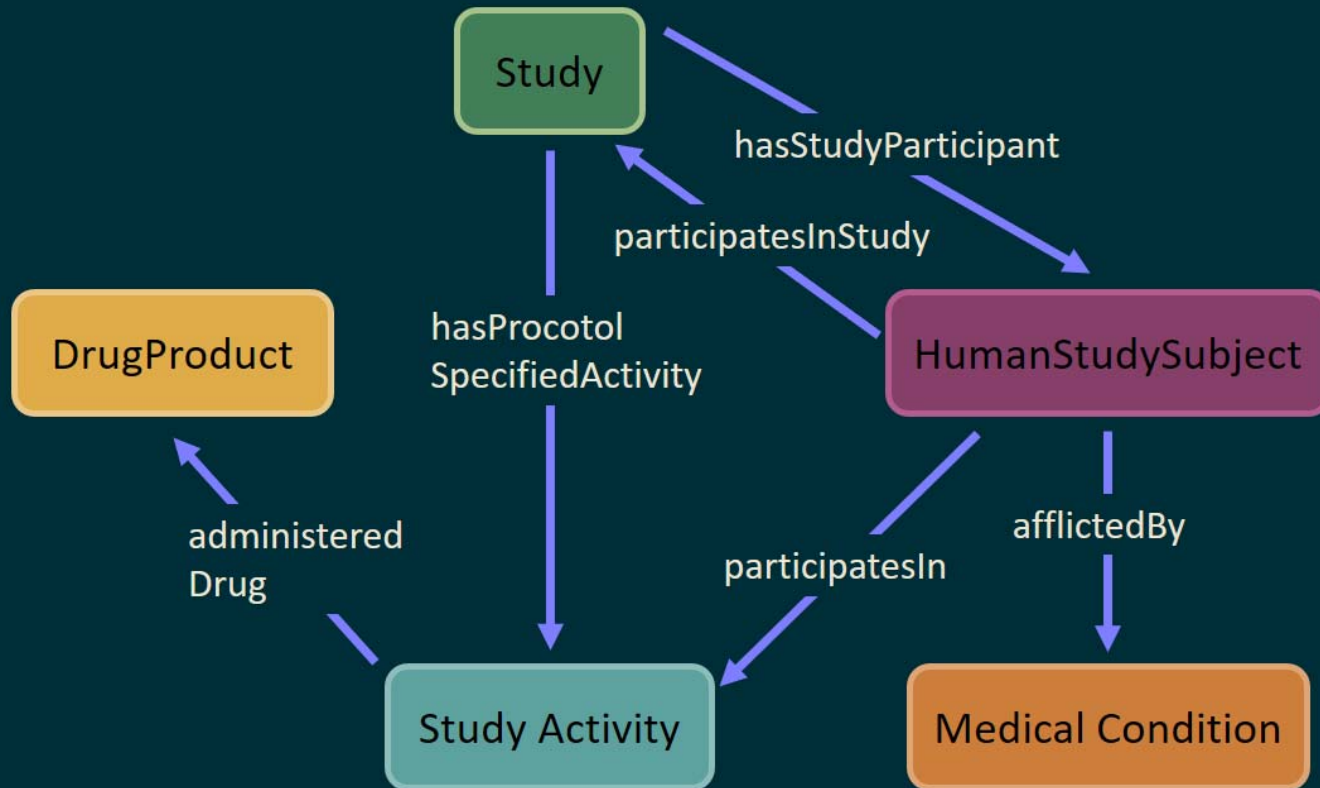 Study
hasStudyParticipant
participatesInStudy
hasProcotol
SpecifiedActivity
DrugProduct
HumanStudySubject
administered
Drug
participatesIn
afflictedBy
Study Activity
Medical Condition